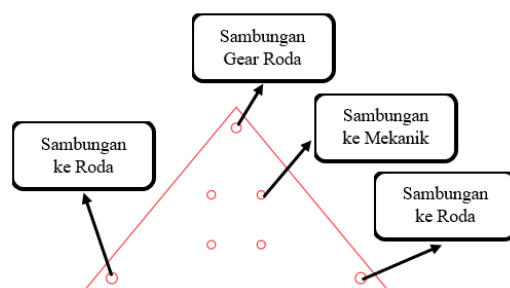 Sambungan
Gear Roda
Sambungan
ke Mekanik
Sambungan
ke Roda
Sambungan
ke Roda